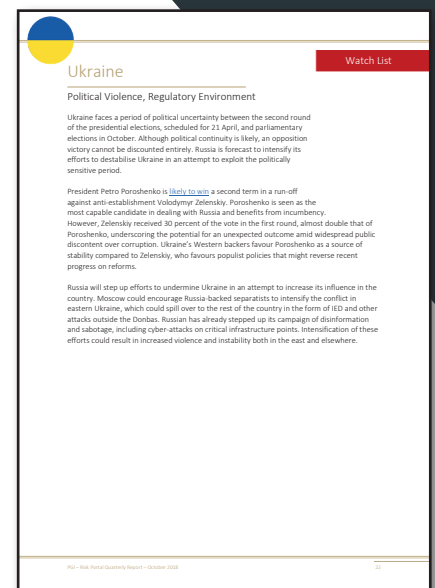 Watch List
Ukraine
Political Violence, Regulatory Environment
Ukraine faces a period of political uncertainty between the second round
of the presidential elections, scheduled for 21 April, and parliamentary
elections in October. Although political continuity is likely, an opposition
victory cannot be discounted entirely. Russia is forecast to intensify its
efforts to destabilise Ukraine in an attempt to exploit the politically
sensitive period.
President Petro Poroshenko is likely to win a second term in a run-off
against anti-establishment Volodymyr Zelenskiy. Poroshenko is seen as the
most capable candidate in dealing with Russia and benefits from incumbency.
However, Zelenskiy received 30 percent of the vote in the first round, almost double that of
Poroshenko, underscoring the potential for an unexpected outcome amid widespread public
discontent over corruption. Ukraine's Western backers favour Poroshenko as a source of
stability compared to Zelenskiy, who favours populist policies that might reverse recent
progress on reforms.
Russia will step up efforts to undermine Ukraine in an attempt to increase its influence in the
country. Moscow could encourage Russia-backed separatists to intensify the conflict in
eastern Ukraine, which could spill over to the rest of the country in the form of IED and other
attacks outside the Donbas. Russian has already stepped up its campaign of disinformation
and sabotage, including cyber-attacks on critical infrastructure points. Intensification of these
efforts could result in increased violence and instability both in the east and elsewhere.
PGI – Risk Portal Quarterly Report – October 2018